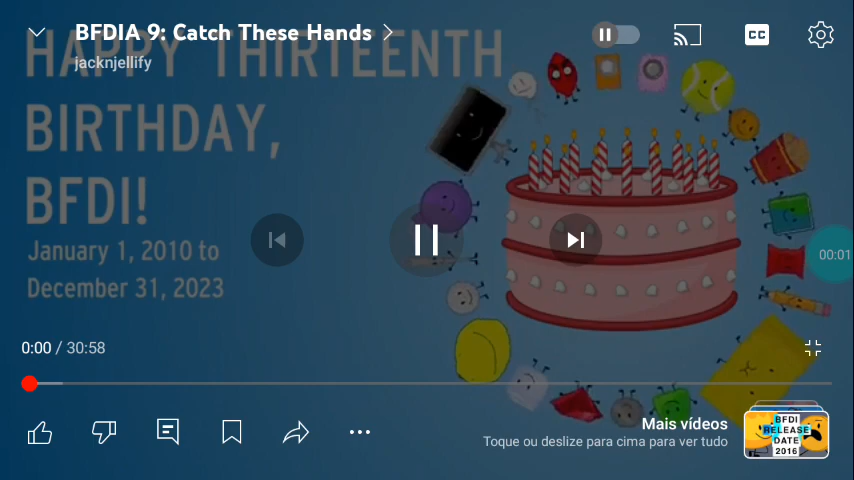 BFDIA 9: Catch These Hands
jacknjellify
CC
HAPPY THIRTEENTH
BIRTHDAY,
BFDI!
January 1, 2010 to
December 31, 2023
00:01
0:00 / 30:58
Mais vídeos
Toque ou deslize para cima para ver tudo
BFDI
RELEASE
DATE
2016